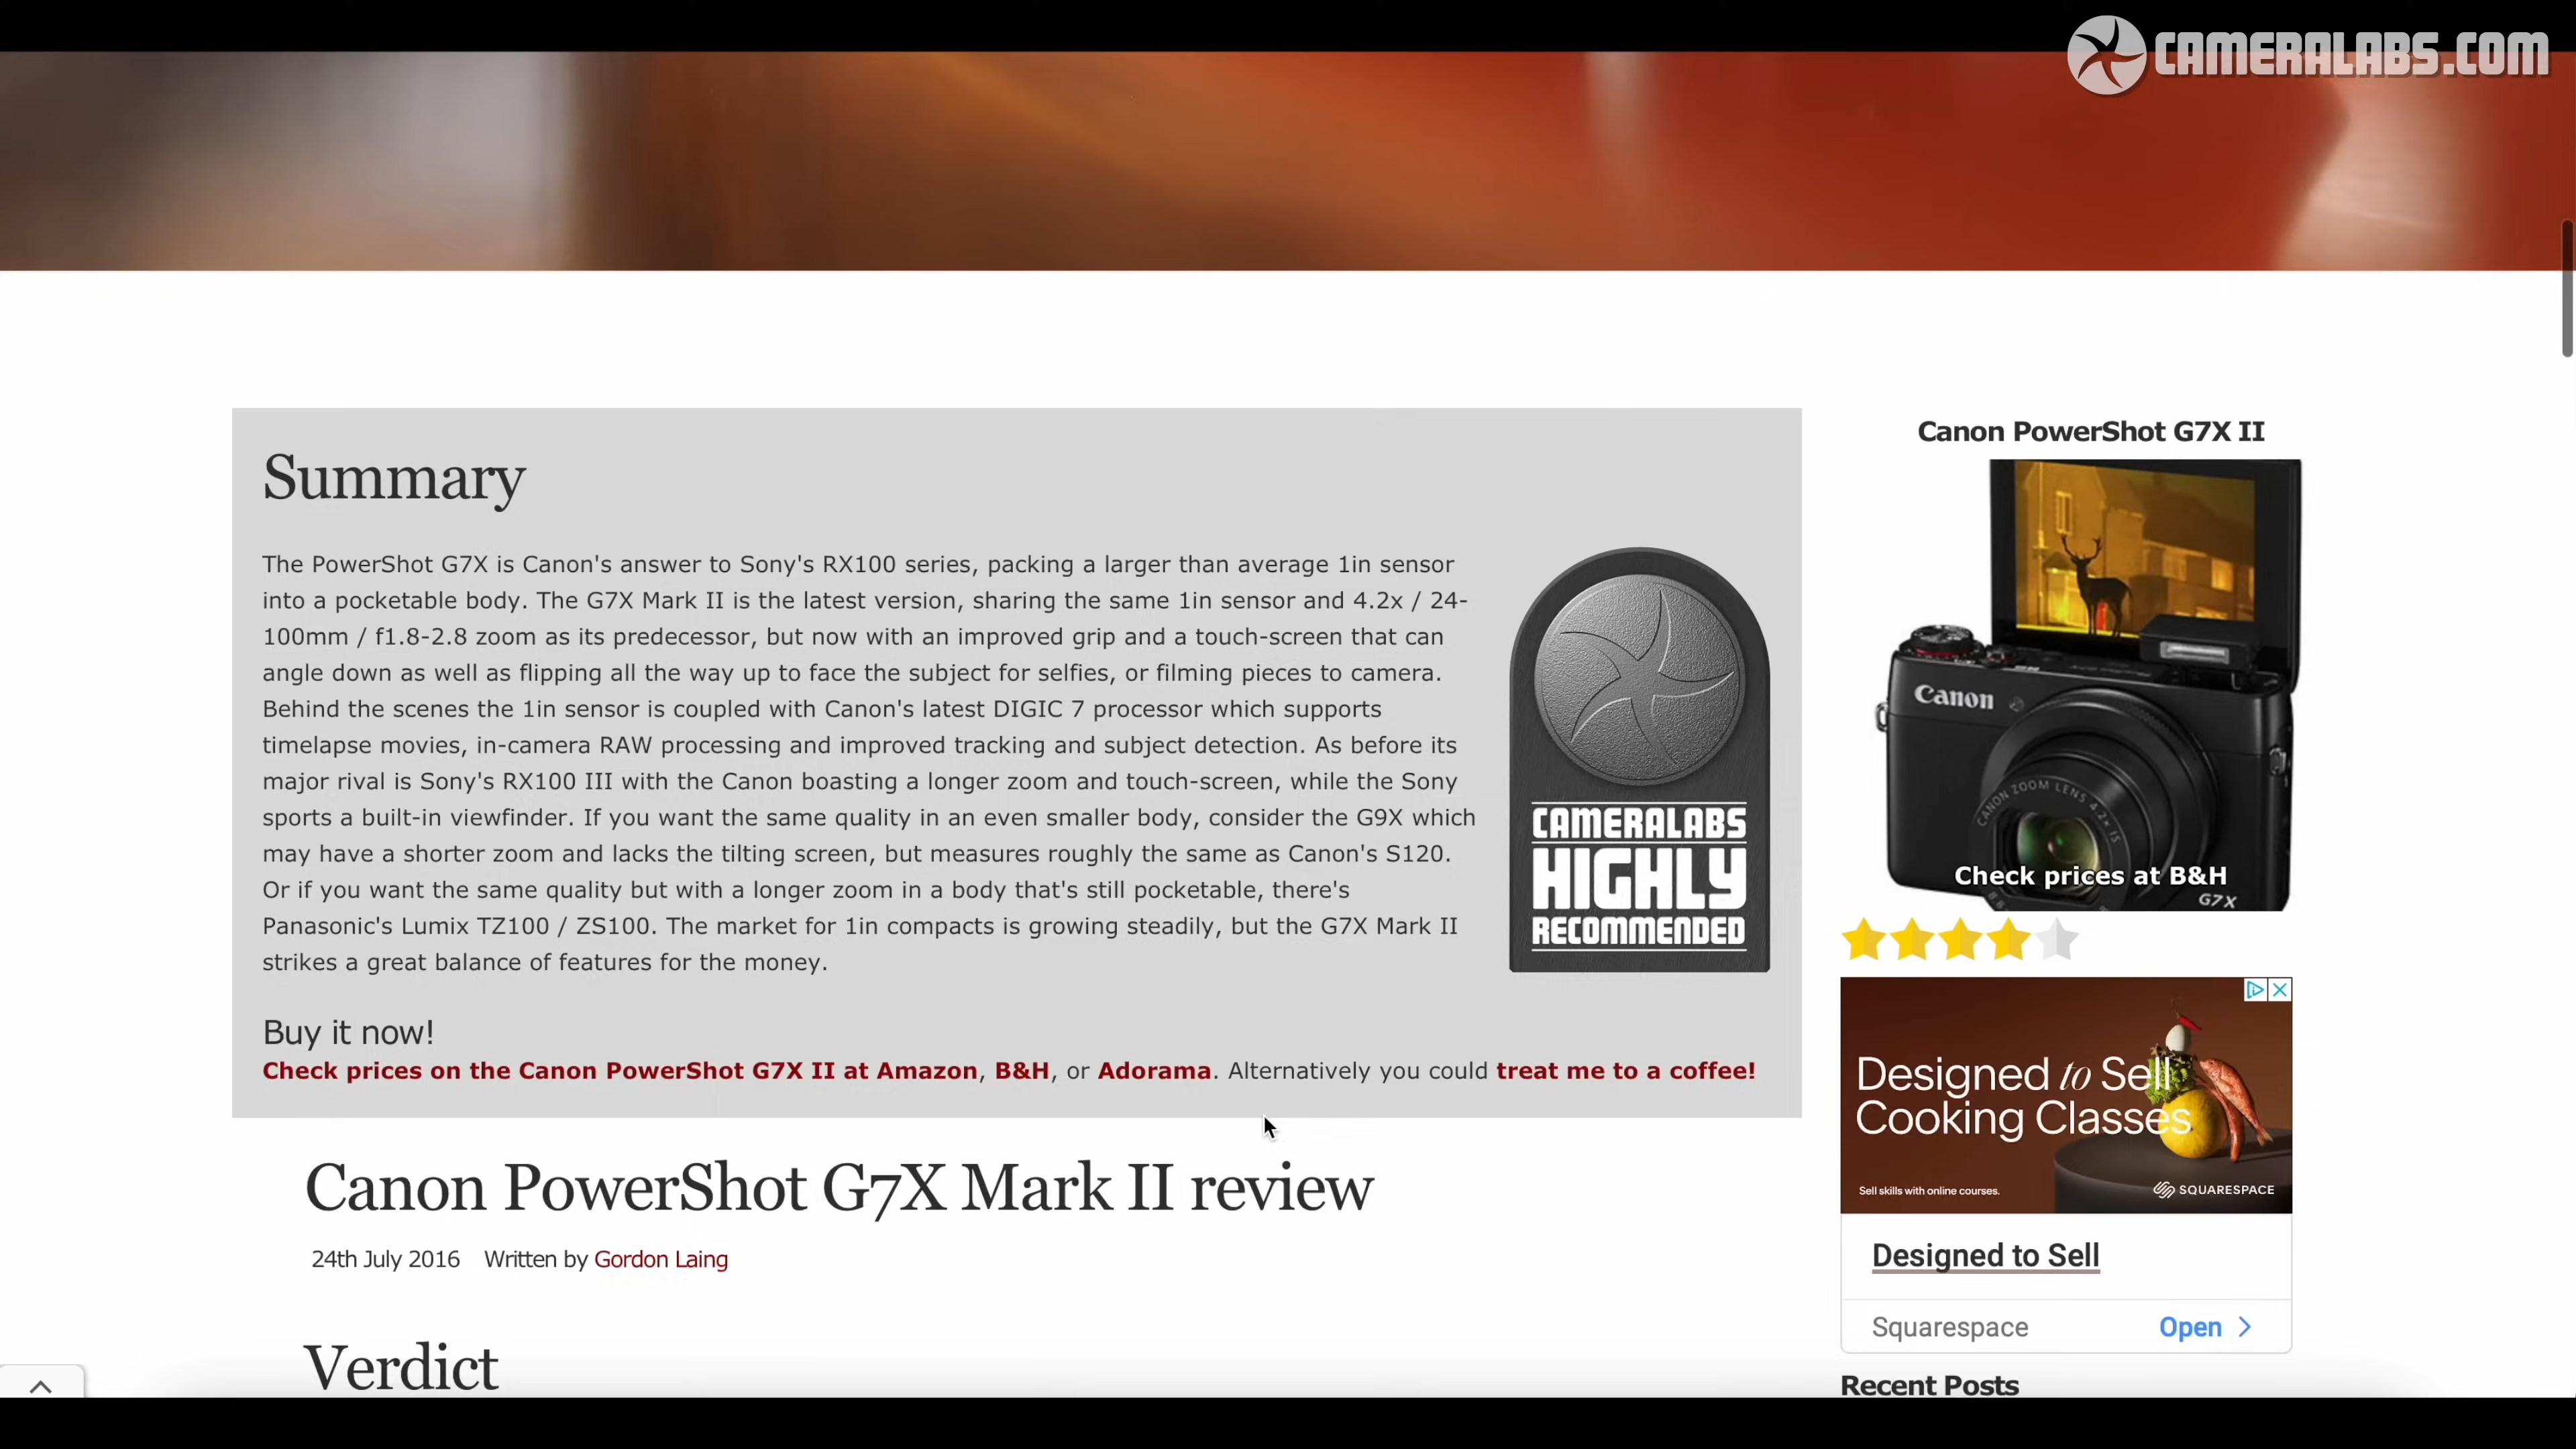 CAMERALABS.COM
Summary
The PowerShot G7X is Canon's answer to Sony's RX100 series, packing a larger than average 1in sensor
into a pocketable body. The G7X Mark II is the latest version, sharing the same 1in sensor and 4.2x / 24-
100mm / f1.8-2.8 zoom as its predecessor, but now with an improved grip and a touch-screen that can
angle down as well as flipping all the way up to face the subject for selfies, or filming pieces to camera.
Behind the scenes the 1in sensor is coupled with Canon's latest DIGIC 7 processor which supports
timelapse movies, in-camera RAW processing and improved tracking and subject detection. As before its
major rival is Sony's RX100 III with the Canon boasting a longer zoom and touch-screen, while the Sony
sports a built-in viewfinder. If you want the same quality in an even smaller body, consider the G9X which
may have a shorter zoom and lacks the tilting screen, but measures roughly the same as Canon's S120.
Or if you want the same quality but with a longer zoom in a body that's still pocketable, there's
Panasonic's Lumix TZ100 / ZS100. The market for 1in compacts is growing steadily, but the G7X Mark II
strikes a great balance of features for the money.
CAMERALABS
HIGHLY
RECOMMENDED
Buy it now!
Check prices on the Canon PowerShot G7X II at Amazon, B&H, or Adorama. Alternatively you could treat me to a coffee!
Canon PowerShot G7X Mark II review
24th July 2016 Written by Gordon Laing
Verdict
Canon PowerShot G7X II
Canon
CANON ZOOM LENS 4.2x IS
Check prices at B&H
G7X
Designed to Sell
Cooking Classes
Sell skills with online courses.
SQUARESPACE
Designed to Sell
Squarespace
Open
Recent Posts